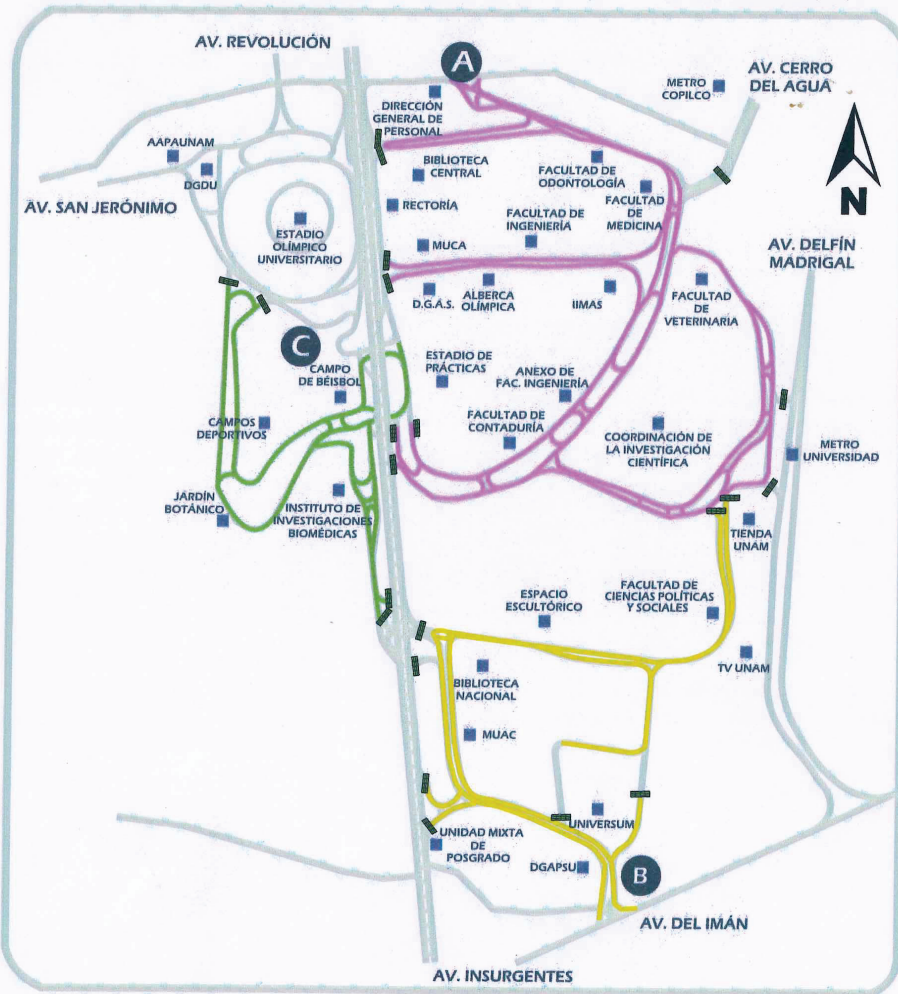 AV. REVOLUCIÓN
A
METRO
COPILCO
AV. CERRO
DEL AGUA
DIRECCIÓN
GENERAL DE
PERSONAL
AAPAUNAM
DGDU
BIBLIOTECA
CENTRAL
FACULTAD DE
ODONTOLOGÍA
FACULTAD
DE
MEDICINA
N
AV. SAN JERÓNIMO
RECTORÍA
ESTADIO
OLÍMPICO
UNIVERSITARIO
FACULTAD DE
INGENIERÍA
MUCA
AV. DELFÍN
MADRIGAL
D.G.A.S.
ALBERCA
OLÍMPICA
IIMAS
FACULTAD
DE
VETERINARIA
C
CAMPO
DE BÉISBOL
ESTADIO DE
PRÁCTICAS
ANEXO DE
FAC. INGENIERÍA
CAMPOS
DEPORTIVOS
FACULTAD DE
CONTADURÍA
COORDINACIÓN DE
LA INVESTIGACIÓN
CIENTÍFICA
METRO
UNIVERSIDAD
JARDÍN
BOTÁNICO
INSTITUTO DE
INVESTIGACIONES
BIOMÉDICAS
TIENDA
UNAM
ESPACIO
ESCULTÓRICO
FACULTAD DE
CIENCIAS POLÍTICAS
Y SOCIALES
TV UNAM
BIBLIOTECA
NACIONAL
MUAC
UNIVERSUM
UNIDAD MIXTA
DE
POSGRADO
DGAPSU
B
AV. DEL IMÁN
AV. INSURGENTES